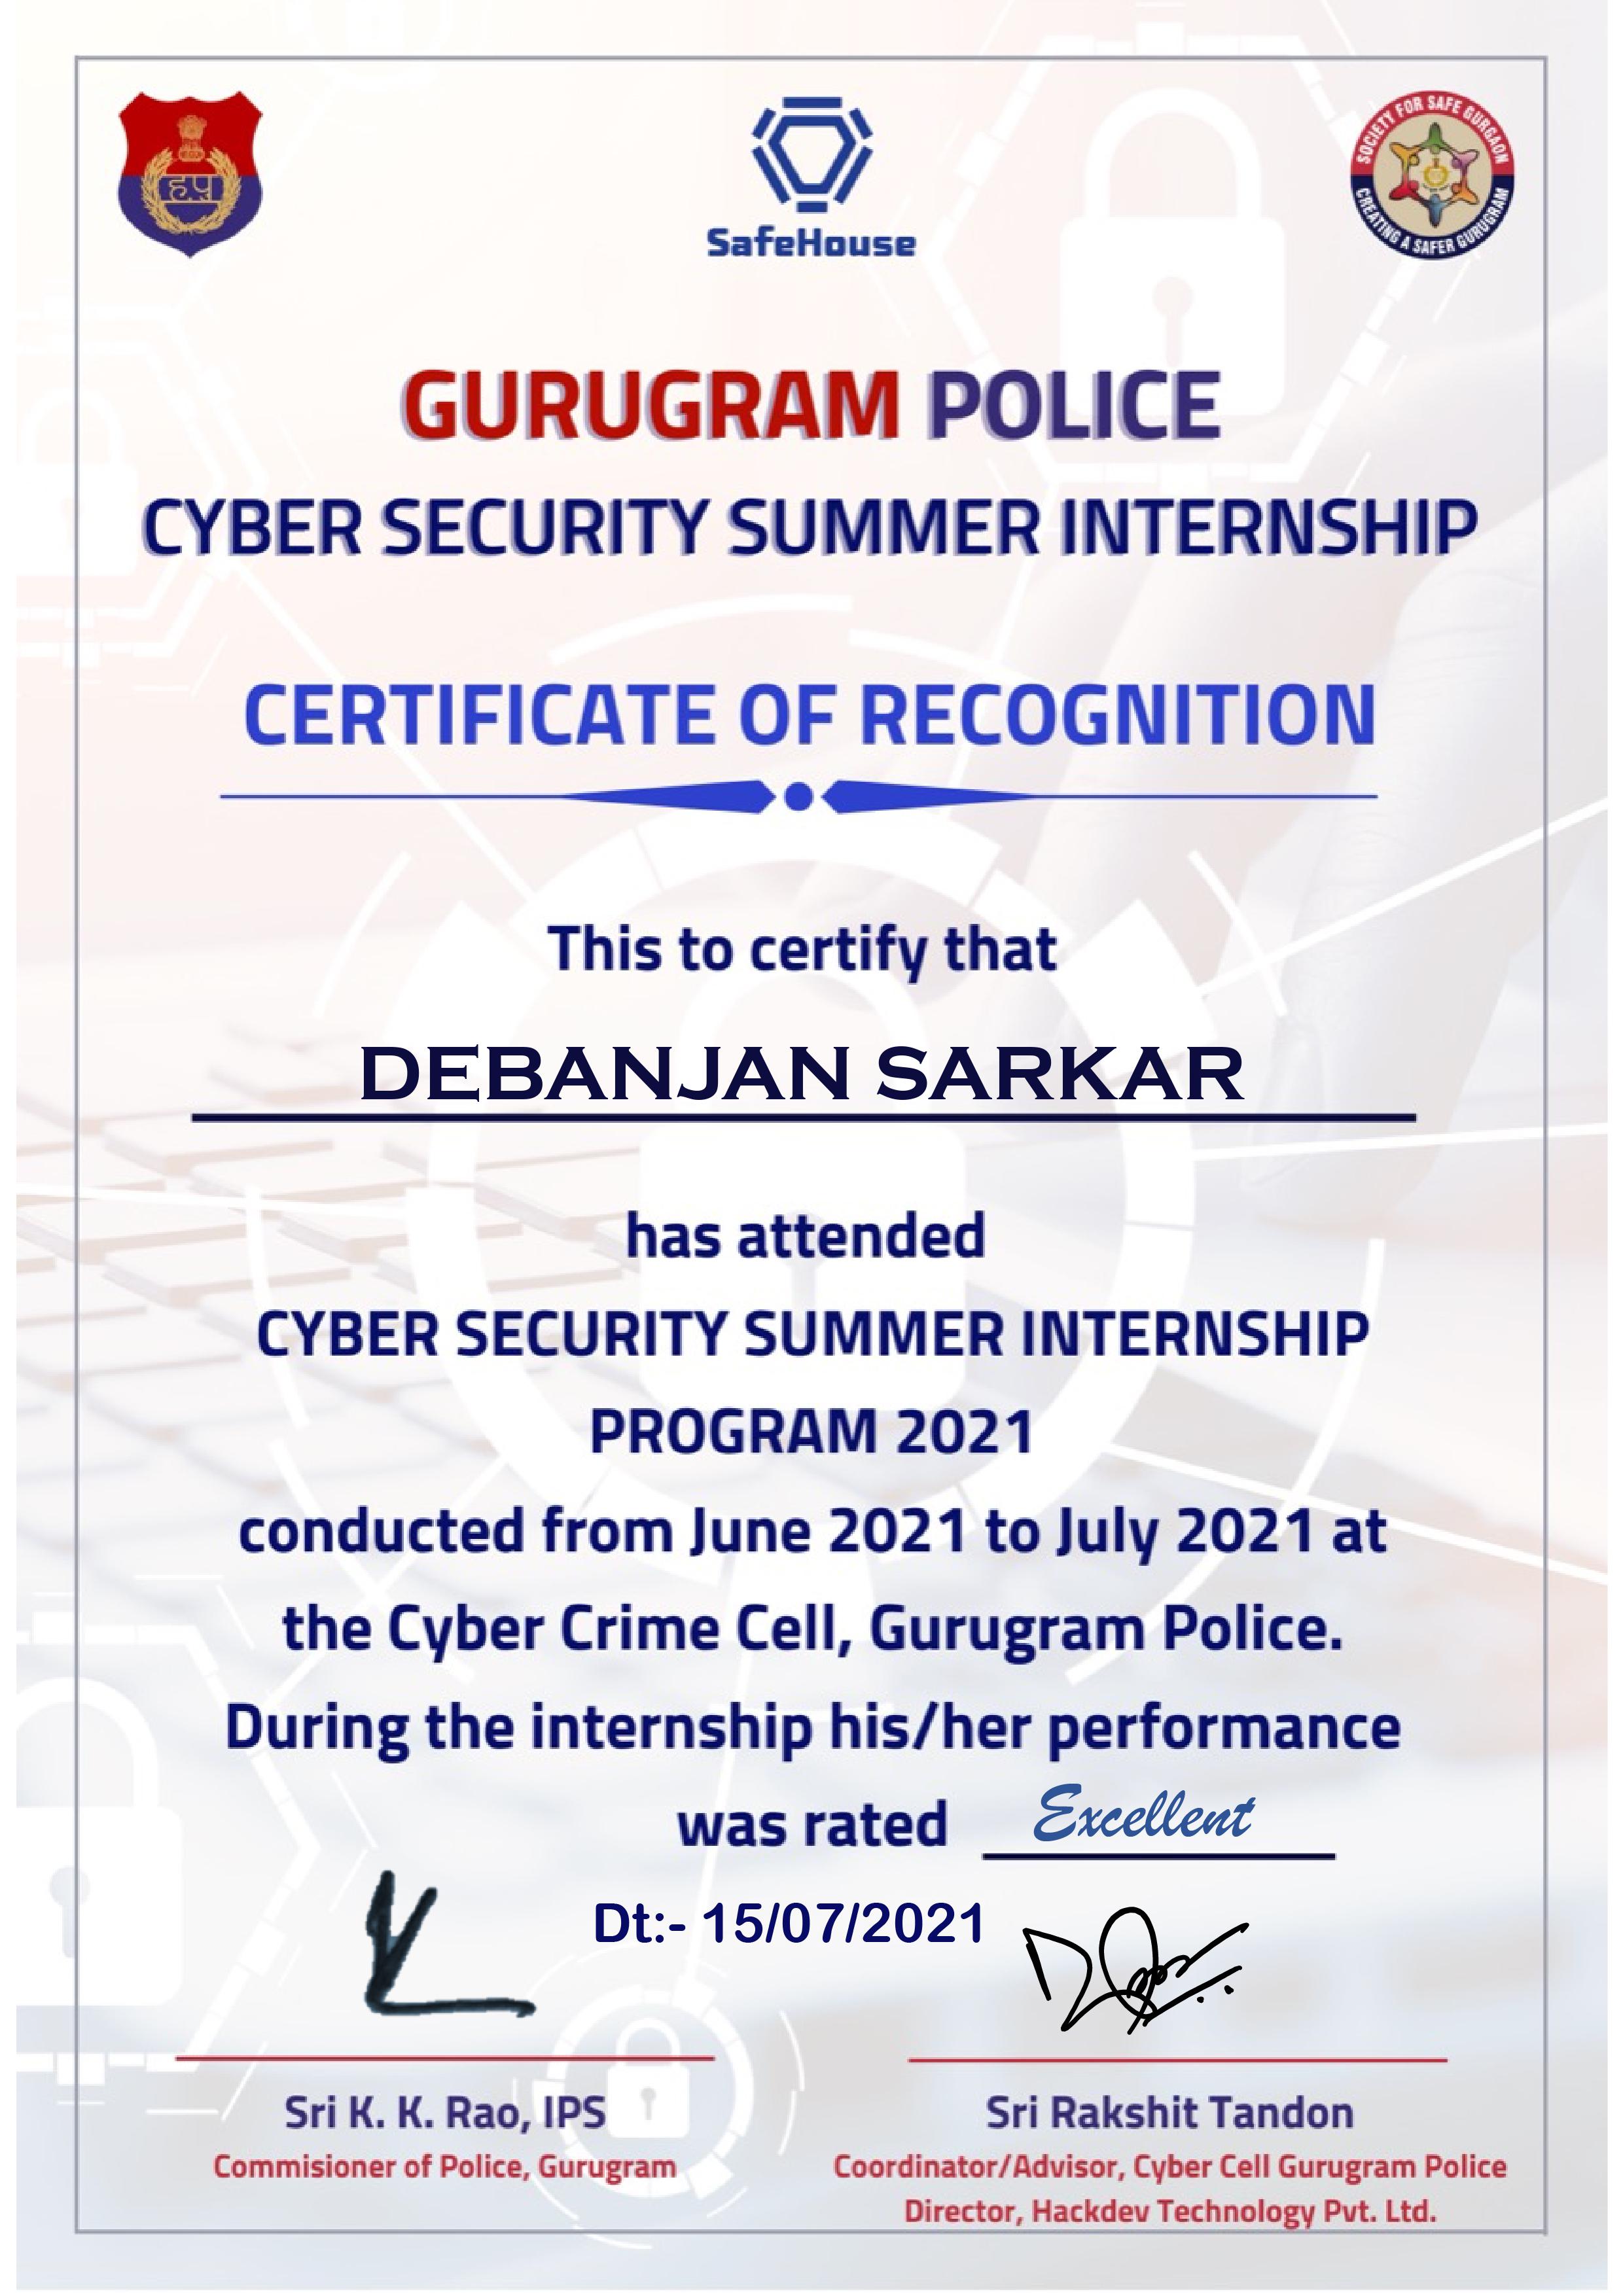 ह.पु
SafeHouse
SOCIETY FOR SAFE GURGAON
CREATING A SAFER GURUGRAM
GURUGRAM POLICE
CYBER SECURITY SUMMER INTERNSHIP
CERTIFICATE OF RECOGNITION
This to certify that
DEBANJAN SARKAR
has attended
CYBER SECURITY SUMMER INTERNSHIP
PROGRAM 2021
conducted from June 2021 to July 2021 at
the Cyber Crime Cell, Gurugram Police.
During the internship his/her performance
was rated Excellent
Dt:- 15/07/2021
Sri K. K. Rao, IPS
Commisioner of Police, Gurugram
Sri Rakshit Tandon
Coordinator/Advisor, Cyber Cell Gurugram Police
Director, Hackdev Technology Pvt. Ltd.